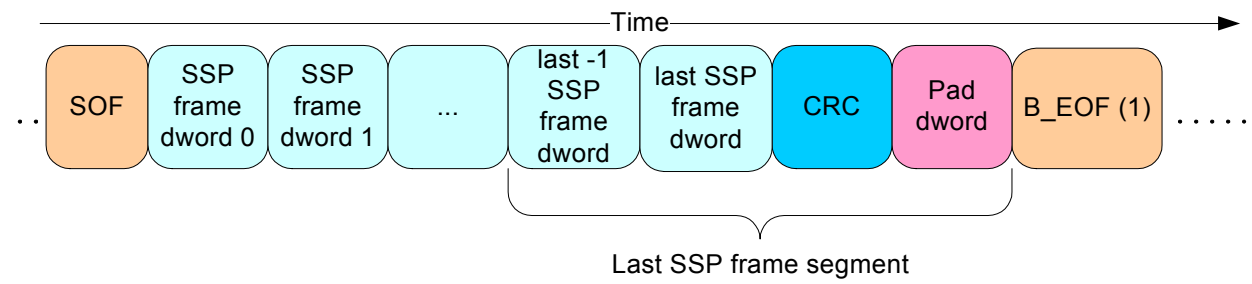 Time
SOF
SSP
frame
dword 0
SSP
frame
dword 1
...
last -1
SSP
frame
dword
last SSP
frame
dword
CRC
Pad
dword
B_EOF (1)
Last SSP frame segment